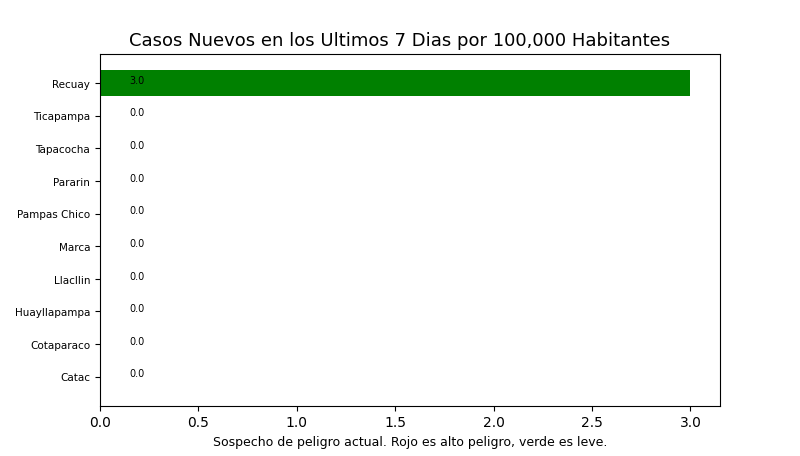 Casos Nuevos en los Ultimos 7 Dias por 100,000 Habitantes
Recuay 3.0
Ticapampa 0.0
Tapacocha 0.0
Pararin 0.0
Pampas Chico 0.0
Marca 0.0
Llacllin 0.0
Huayllapampa 0.0
Cotaparaco 0.0
Catac 0.0
0.0 0.5 1.0 1.5 2.0 2.5 3.0
Sospecho de peligro actual. Rojo es alto peligro, verde es leve.